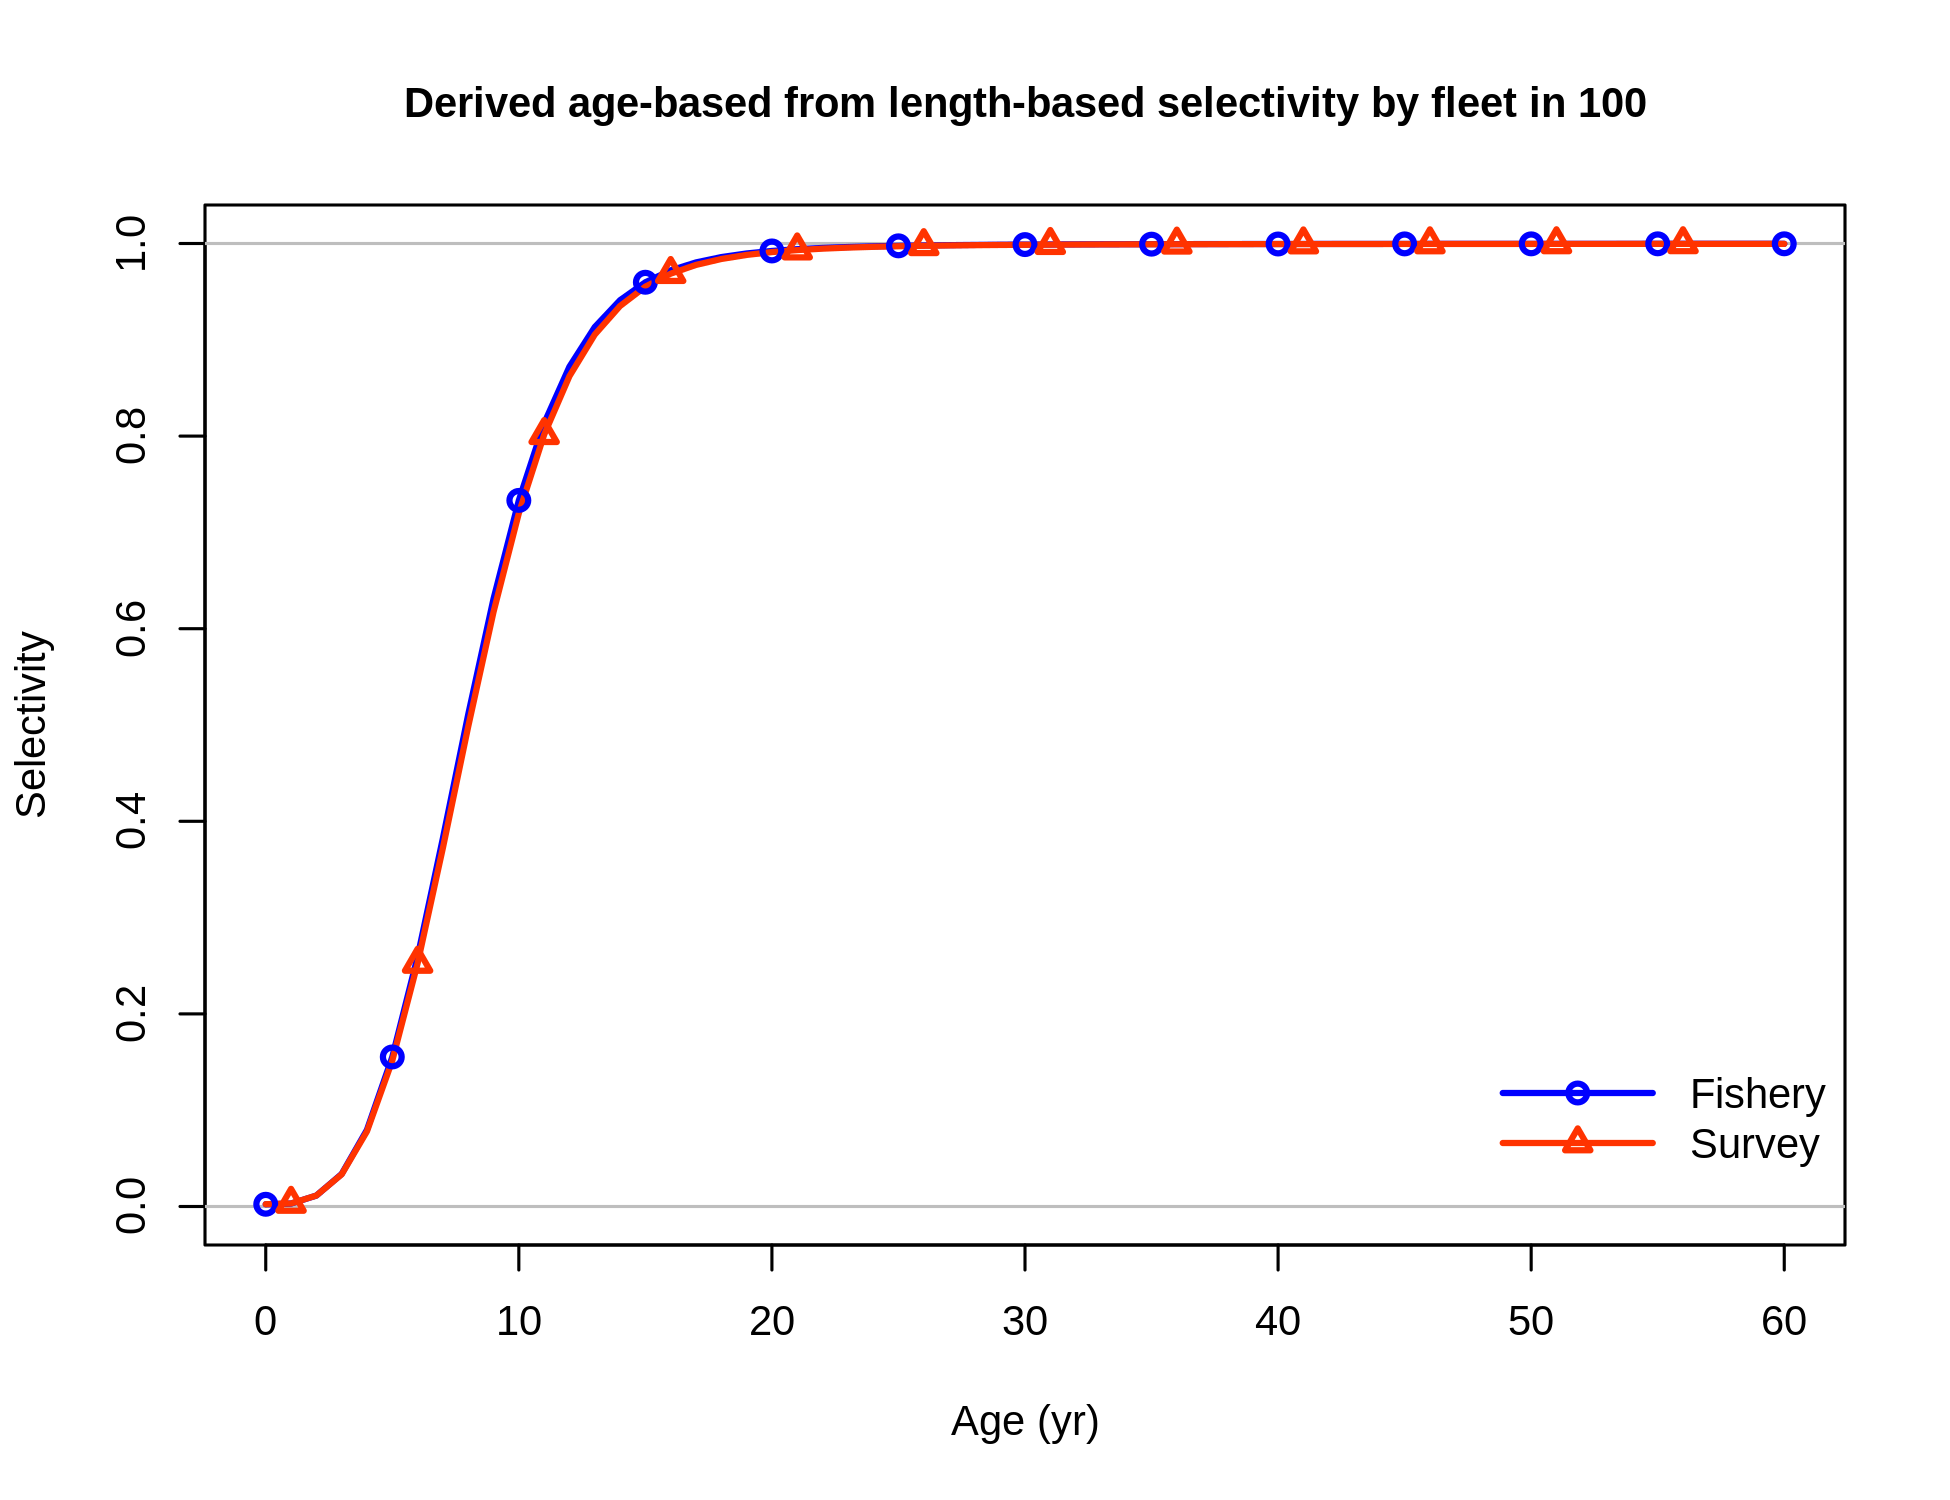 Derived age-based from length-based selectivity by fleet in 100
1.0
0.8
0.6
0.4
0.2
0.0
Selectivity
Fishery
Survey
0 10 20 30 40 50 60
Age (yr)